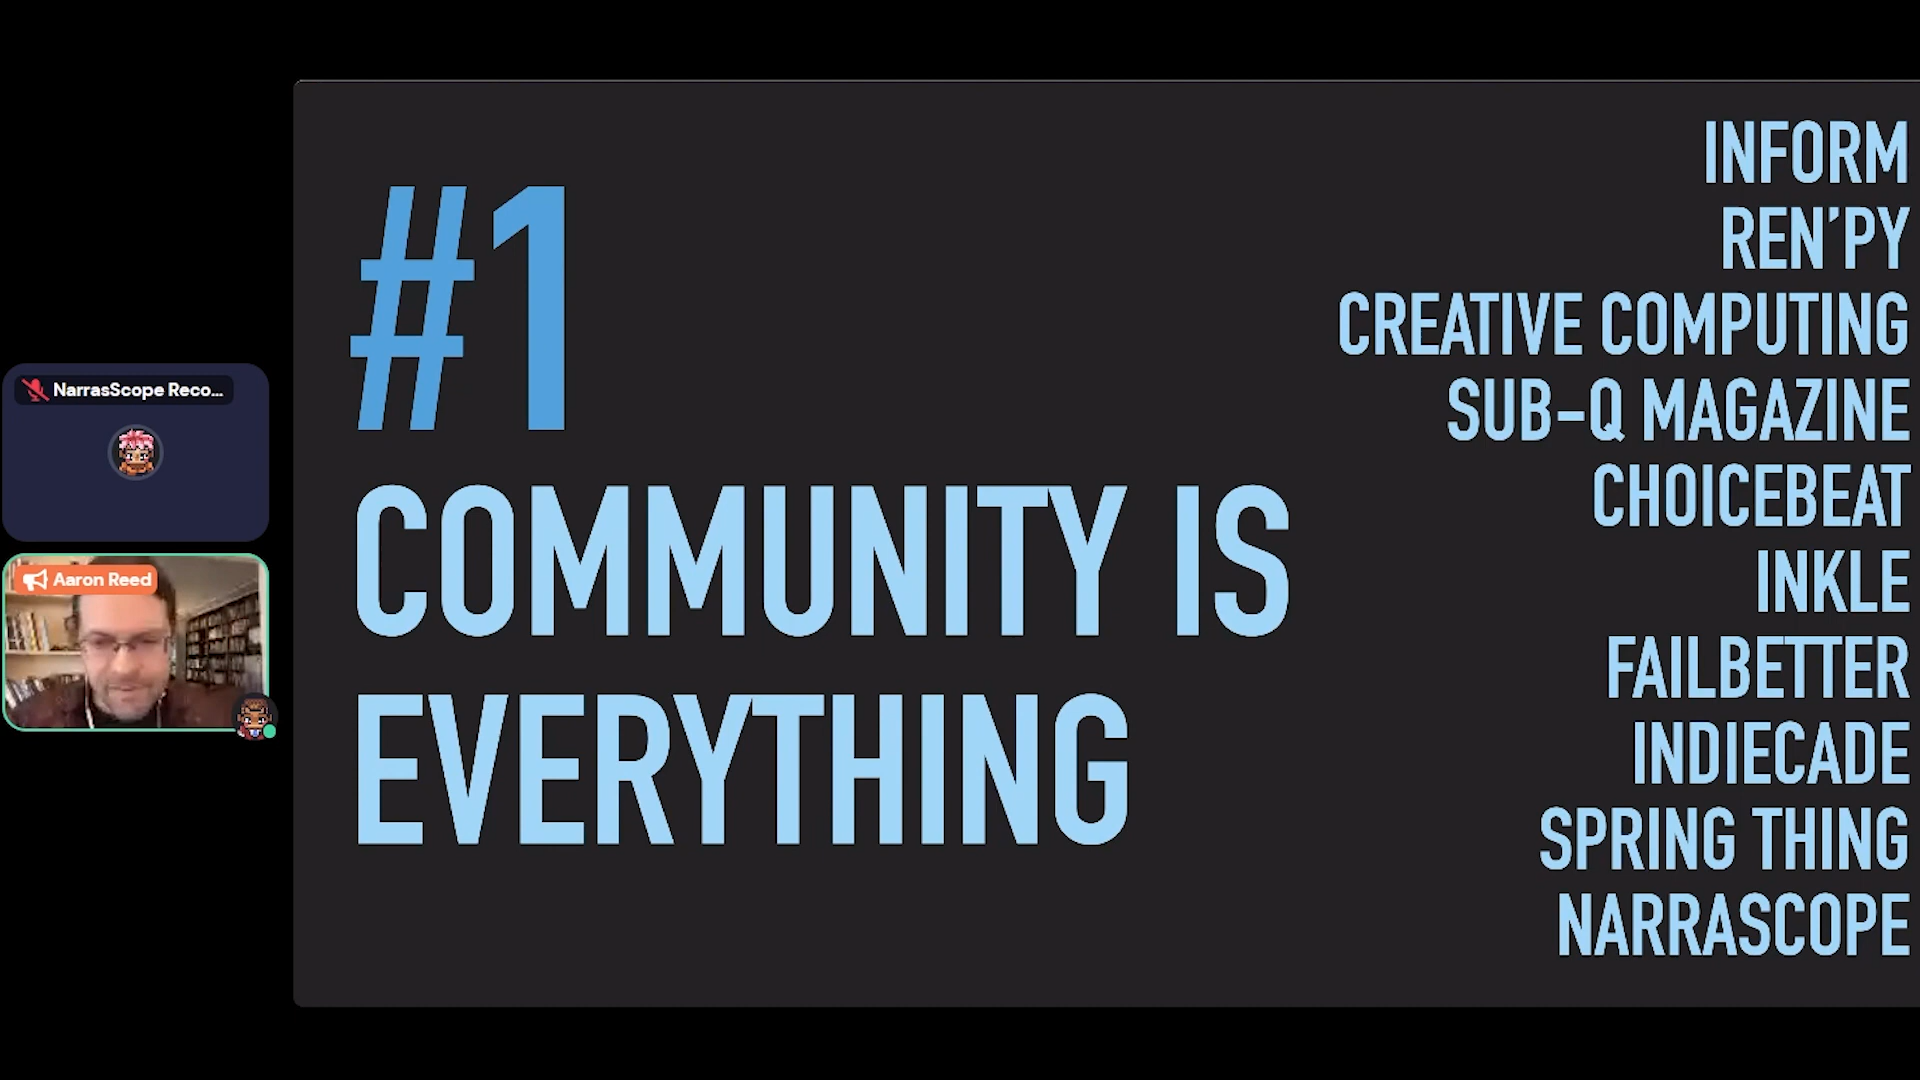 NarrasScope Reco...
Aaron Reed
#1
COMMUNITY IS
EVERYTHING
INFORM
REN'PY
CREATIVE COMPUTING
SUB-Q MAGAZINE
CHOICEBEAT
INKLE
FAILBETTER
INDIECADE
SPRING THING
NARRASCOPE